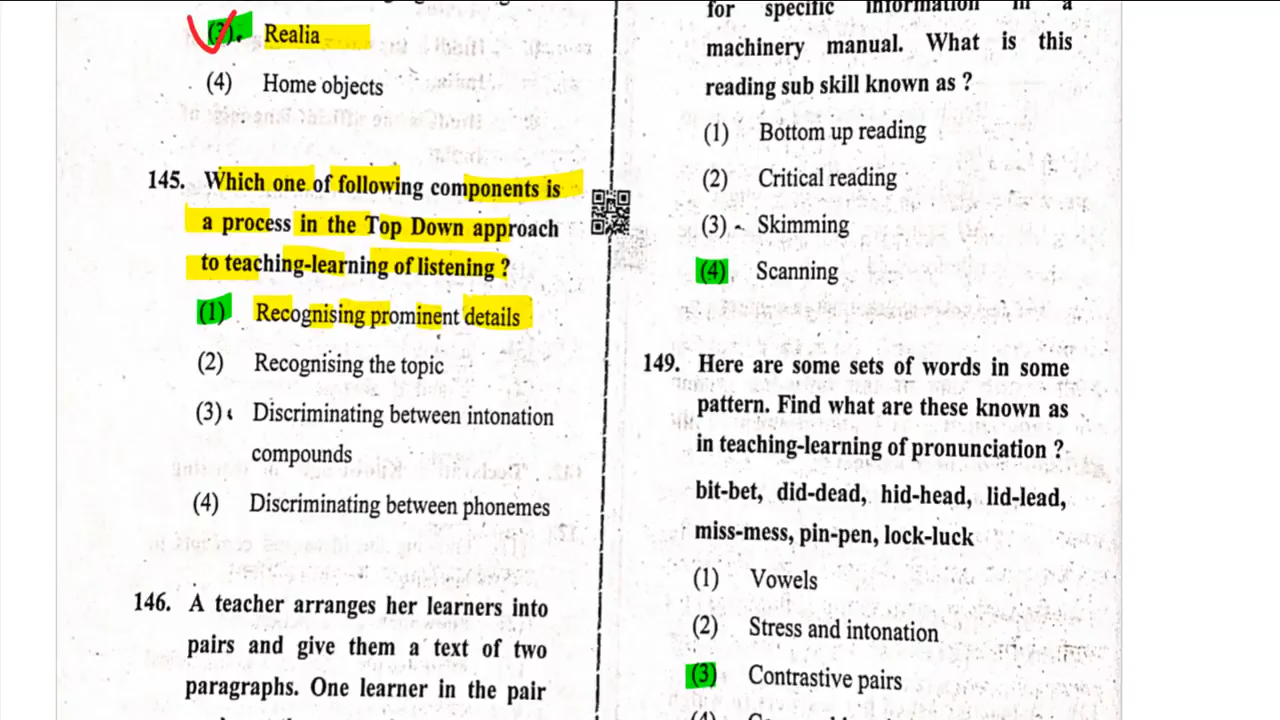 (3). Realia
(4) Home objects
145. Which one of following components is
a process in the Top Down approach
to teaching-learning of listening ?
(1) Recognising prominent details
(2) Recognising the topic
(3) Discriminating between intonation
compounds
(4) Discriminating between phonemes
146. A teacher arranges her learners into
pairs and give them a text of two
paragraphs. One learner in the pair
for specific information in a
machinery manual. What is this
reading sub skill known as ?
(1) Bottom up reading
(2) Critical reading
(3) Skimming
(4) Scanning
149. Here are some sets of words in some
pattern. Find what are these known as
in teaching-learning of pronunciation ?
bit-bet, did-dead, hid-head, lid-lead,
miss-mess, pin-pen, lock-luck
(1) Vowels
(2) Stress and intonation
(3) Contrastive pairs